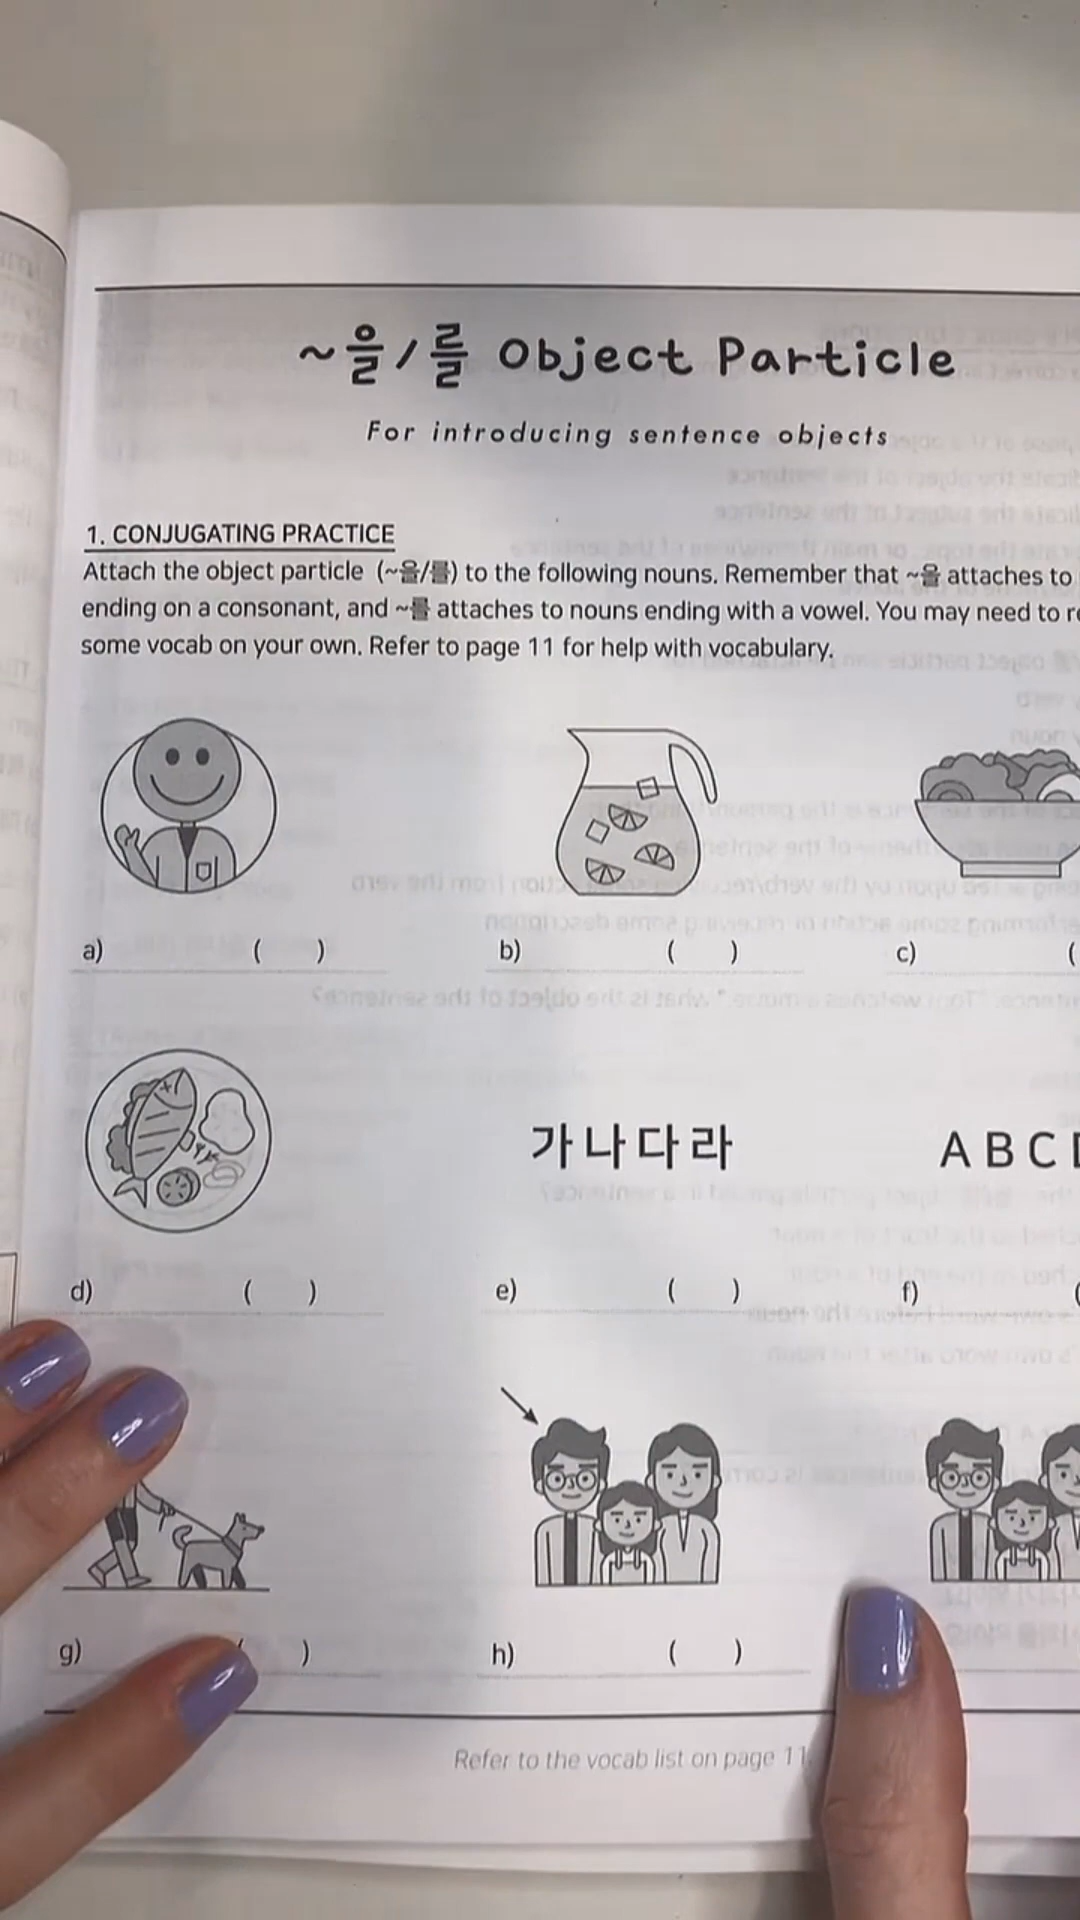 ~을/를 Object Particle
For introducing sentence objects
1. CONJUGATING PRACTICE
Attach the object particle (~을/를) to the following nouns. Remember that ~을 attaches to
ending on a consonant, and ~를 attaches to nouns ending with a vowel. You may need to
some vocab on your own. Refer to page 11 for help with vocabulary.
a) ( ) b) ( ) c) (
가나다라 A B C
d) ( ) e) ( ) f) (
g) ( ) h) ( )
Refer to the vocab list on page 11